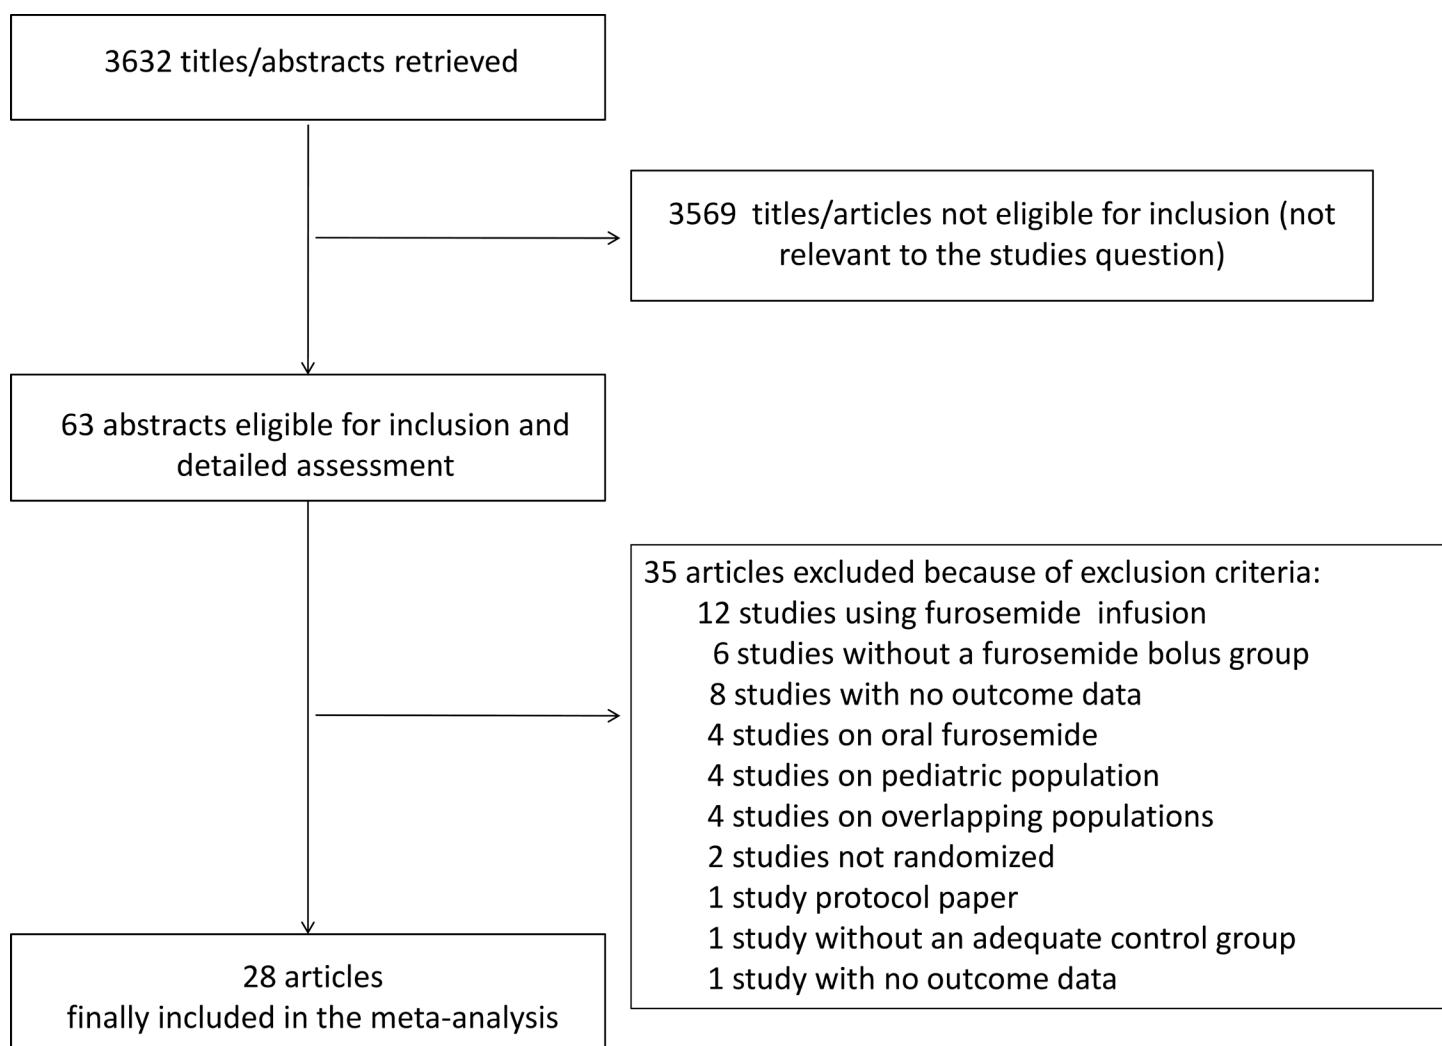 3632 titles/abstracts retrieved
3569 titles/articles not eligible for inclusion (not
relevant to the studies question)
63 abstracts eligible for inclusion and
detailed assessment
35 articles excluded because of exclusion criteria:
12 studies using furosemide infusion
6 studies without a furosemide bolus group
8 studies with no outcome data
4 studies on oral furosemide
4 studies on pediatric population
4 studies on overlapping populations
2 studies not randomized
1 study protocol paper
1 study without an adequate control group
1 study with no outcome data
28 articles
finally included in the meta-analysis